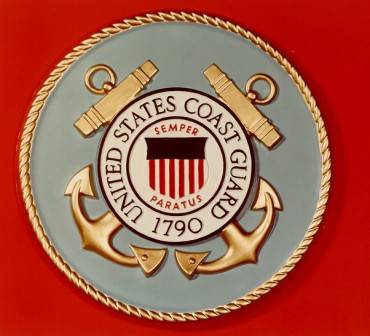 UNITED STATES COAST GUARD
1790
SEMPER
PARATUS